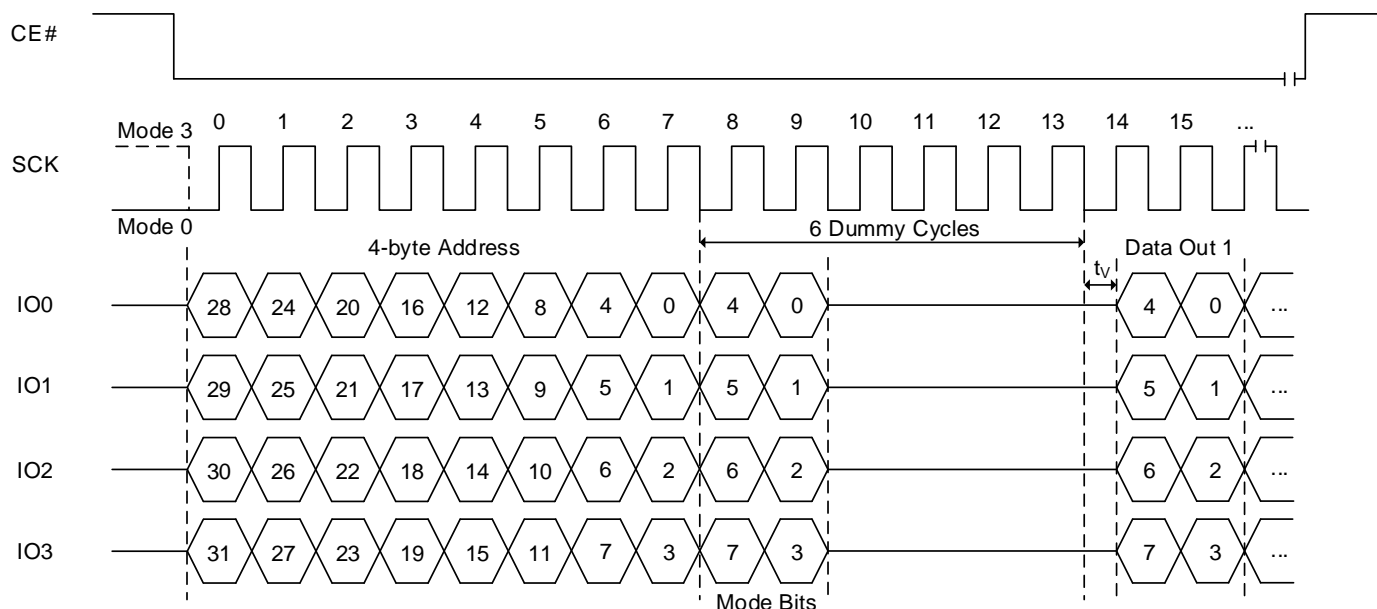 CE#
0 1 2 3 4 5 6 7 8 9 10 11 12 13 14 15 ...
Mode 3
SCK
Mode 0
6 Dummy Cycles
4-byte Address
Data Out 1
tV
IO0 28 24 20 16 12 8 4 0 4 0 4 0 ...
IO1 29 25 21 17 13 9 5 1 5 1 5 1 ...
IO2 30 26 22 18 14 10 6 2 6 2 6 2 ...
IO3 31 27 23 19 15 11 7 3 7 3 7 3 ...
Mode Bits